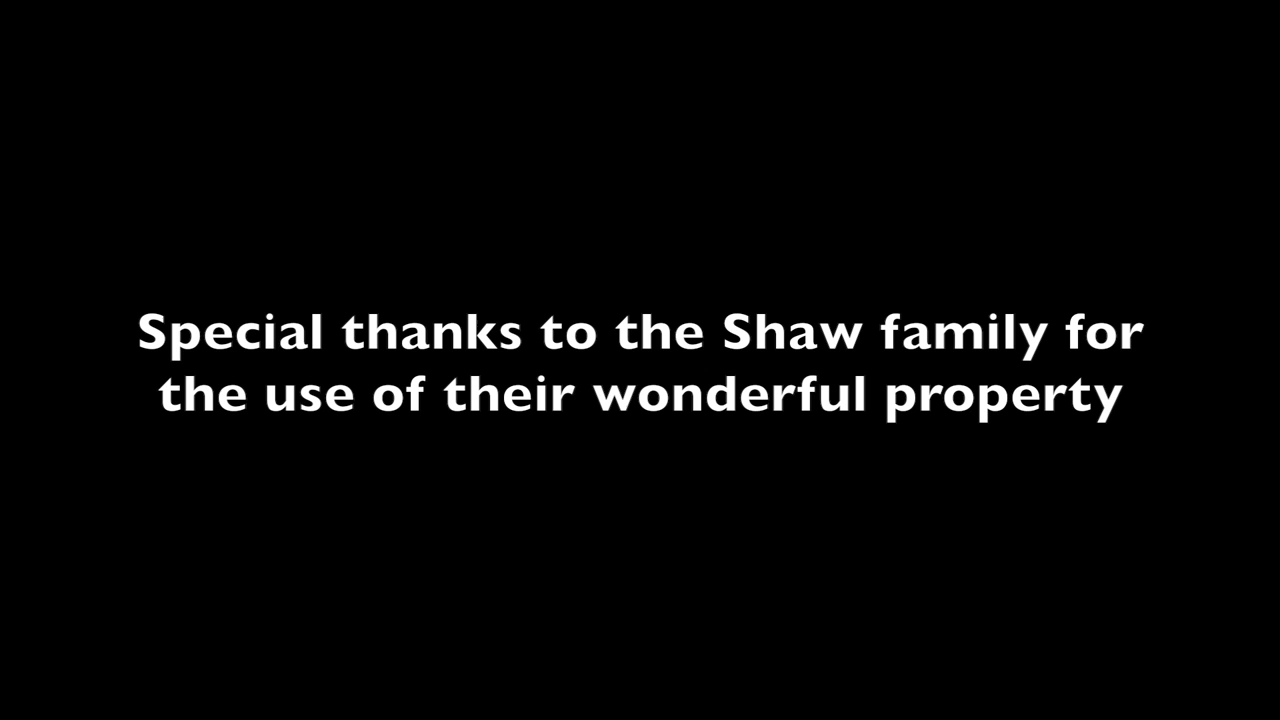 Special thanks to the Shaw family for
the use of their wonderful property